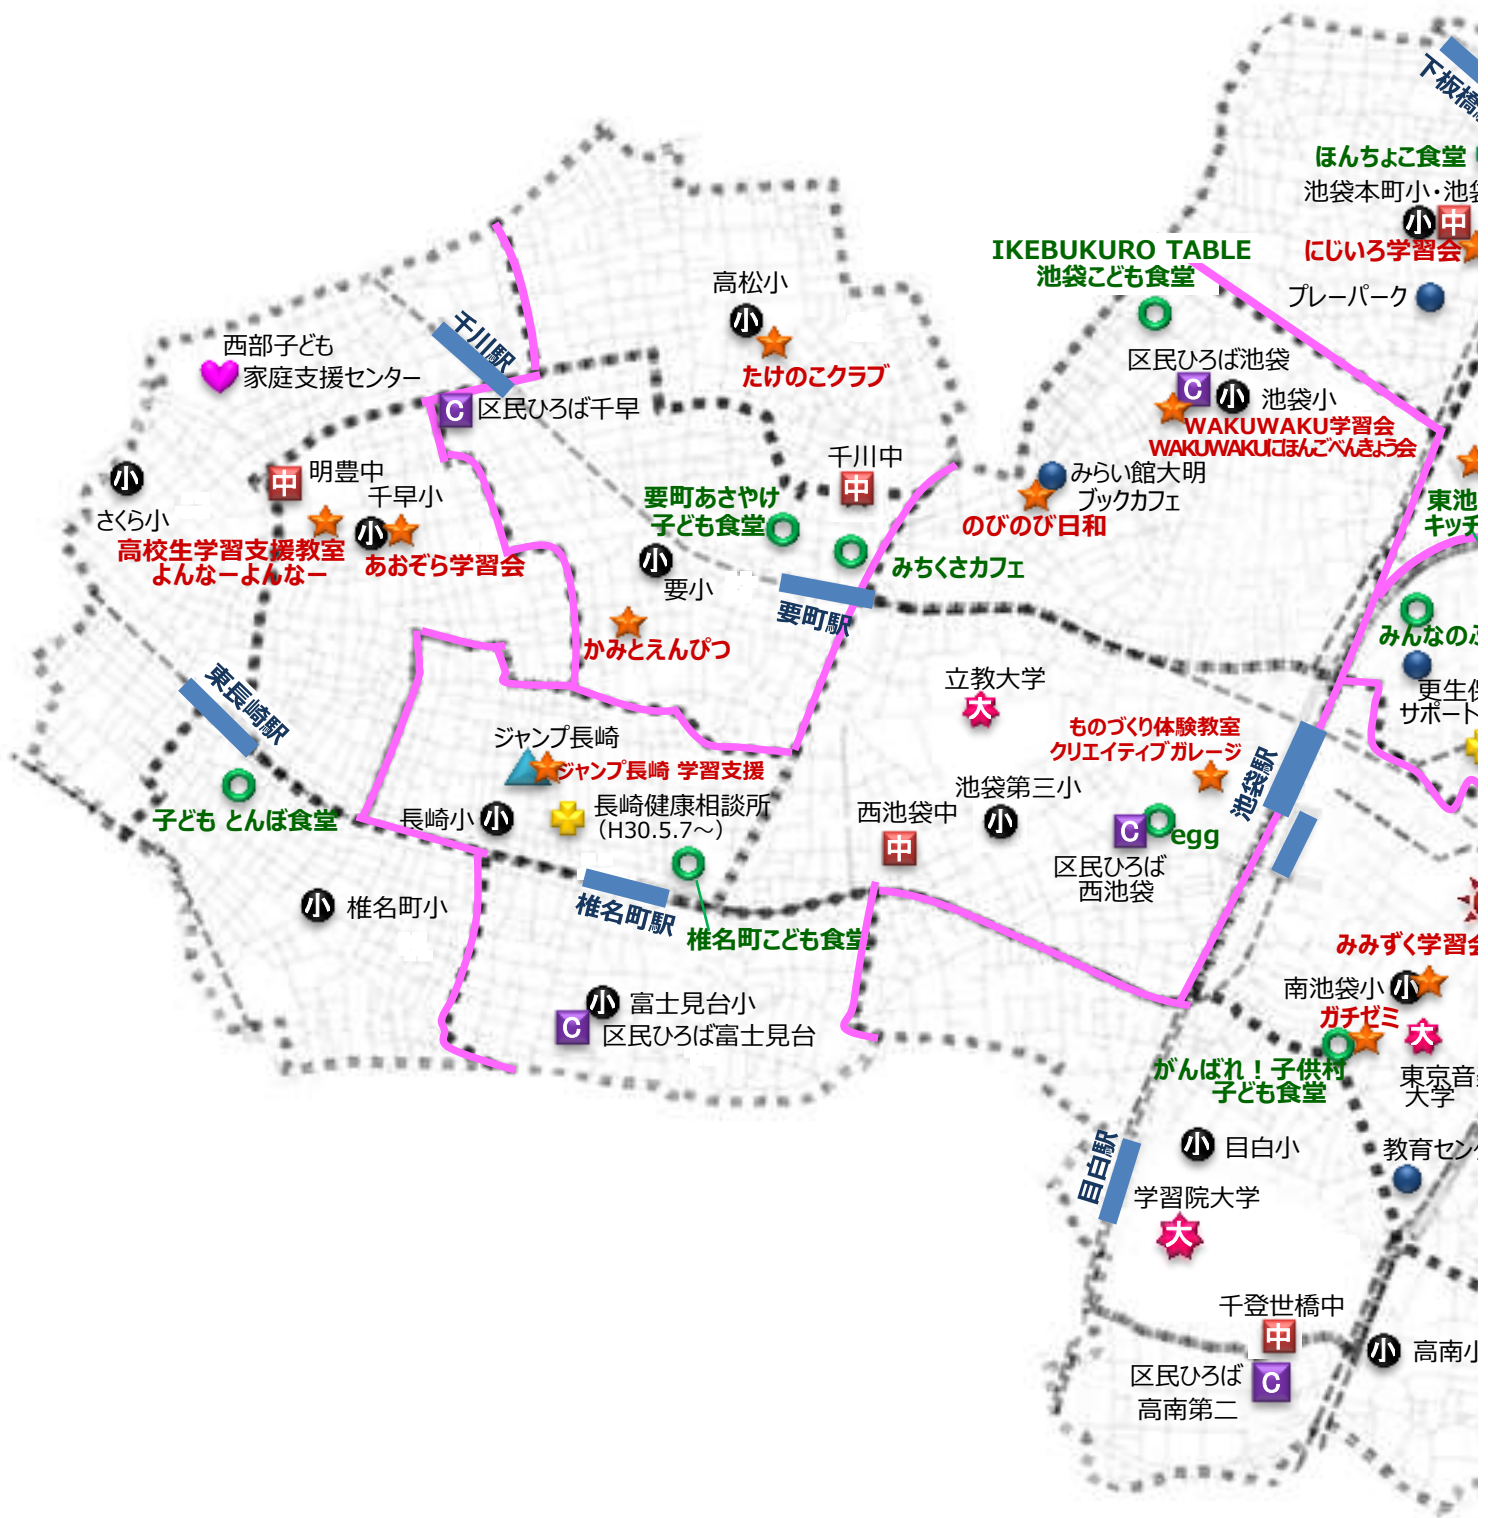 下板橋
ほんちょこ食堂
池袋本町小・池袋
小 中
にじいろ学習会
プレーパーク
IKEBUKURO TABLE
池袋こども食堂
高松小
小
たけのこクラブ
千川駅
西部子ども
家庭支援センター
区民ひろば池袋
C 小 池袋小
WAKUWAKU学習会
WAKUWAKUにほんごべんきょう会
C 区民ひろば千早
千川中
中
明豊中
中
小
さくら小
千早小
小
高校生学習支援教室
よんなーよんなー
あおぞら学習会
要町あさやけ
子ども食堂
みらい館大明
ブックカフェ
のびのび日和
東池
キッチ
みちくさカフェ
小
要小
要町駅
かみとえんぴつ
みんなの
更生保
サポート
立教大学
大
東長崎駅
ものづくり体験教室
クリエイティブガレージ
池袋駅
ジャンプ長崎
ジャンプ長崎 学習支援
子ども とんぼ食堂
長崎小 小
長崎健康相談所
(H30.5.7～)
西池袋中
中
池袋第三小
小
C egg
区民ひろば
西池袋
小 椎名町小
椎名町駅
椎名町こども食堂
みみずく学習会
南池袋小 小
小 富士見台小
C 区民ひろば富士見台
ガチゼミ
大
がんばれ！子供村
子ども食堂
東京音
大学
目白駅
小 目白小
教育セン
学習院大学
大
千登世橋中
中
小 高南小
区民ひろば
高南第二
C